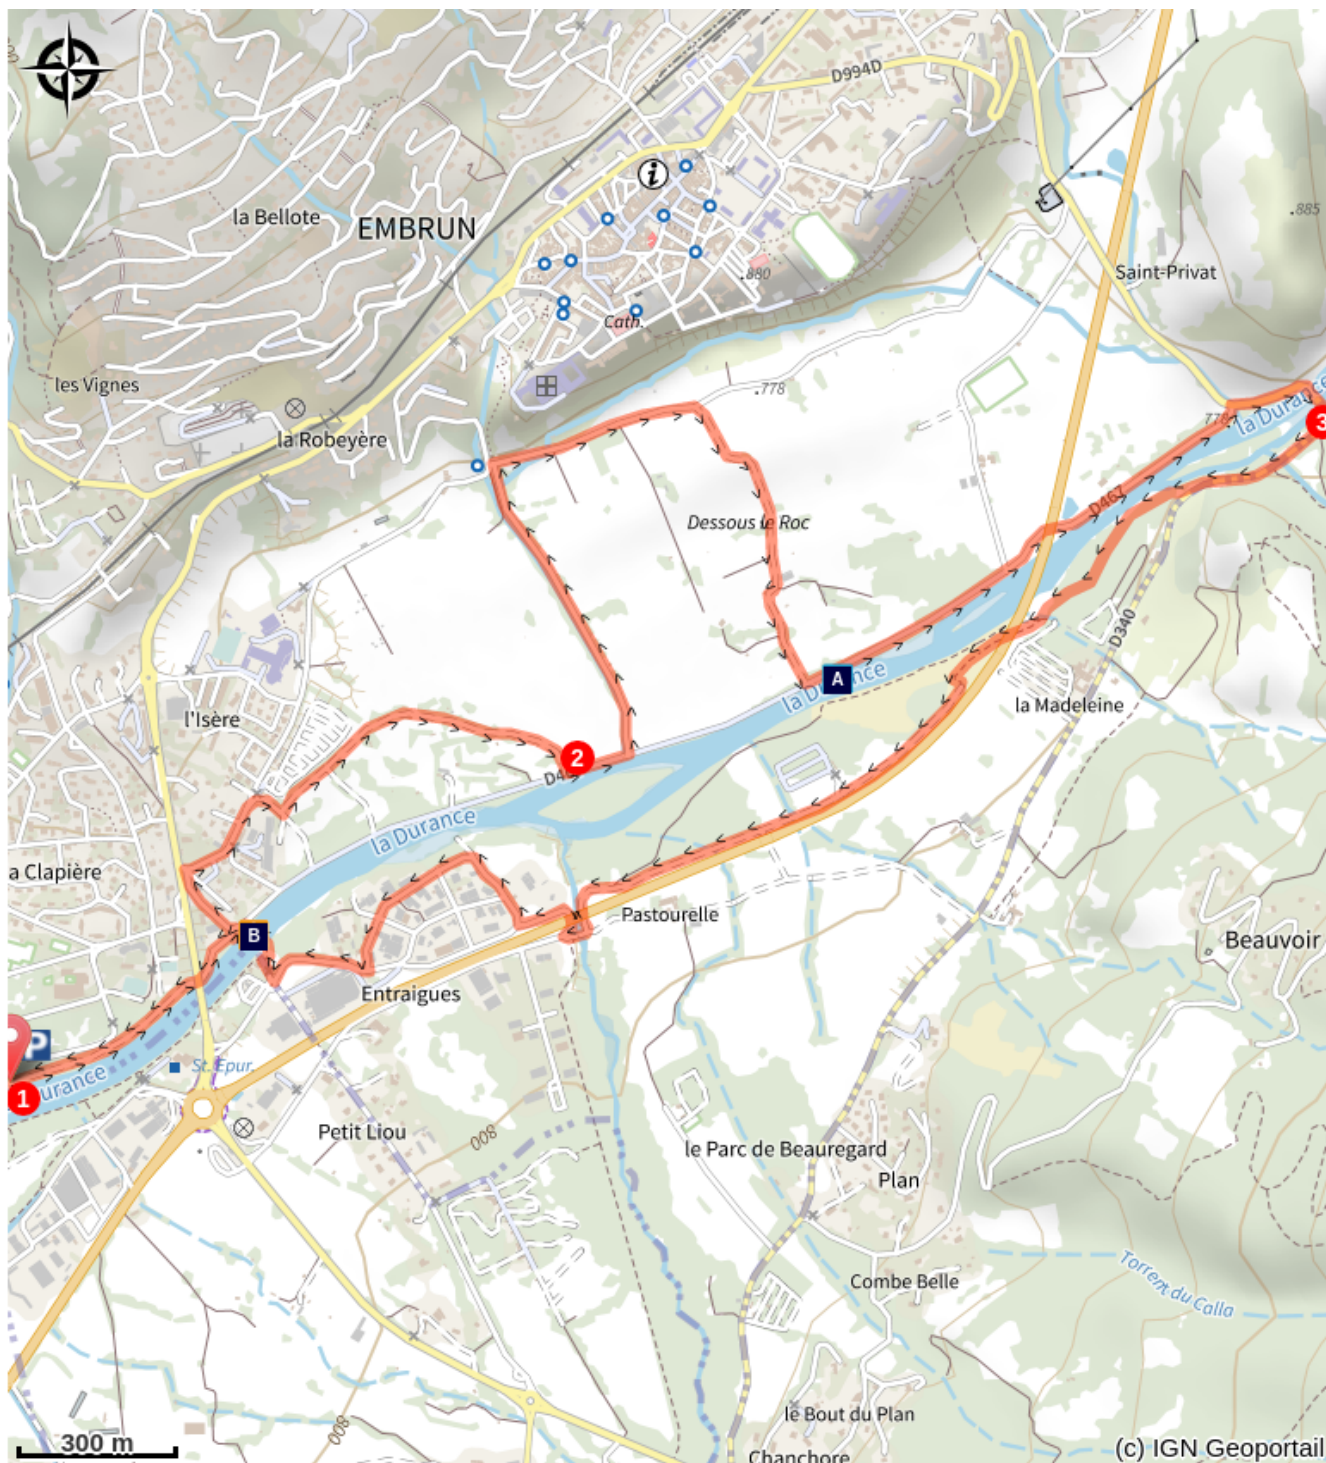 D994D
i
la Bellote
EMBRUN
.885
Saint-Privat
.880
Cath.
les Vignes
.778
la Durance
778
3
la Robeyère
D467
Dessous le Roc
D340
A
la Durance
l'Isère
la Madeleine
2
la Durance
a Clapière
Pastourelle
B
Beauvoir
Entraigues
P
St. Epur.
1
urance
Petit Liou
800
le Parc de Beauregard
Plan
Combe Belle
Torrent du Calla
le Bout du Plan
800
300 m
Chanchore
(c) IGN Geoportail